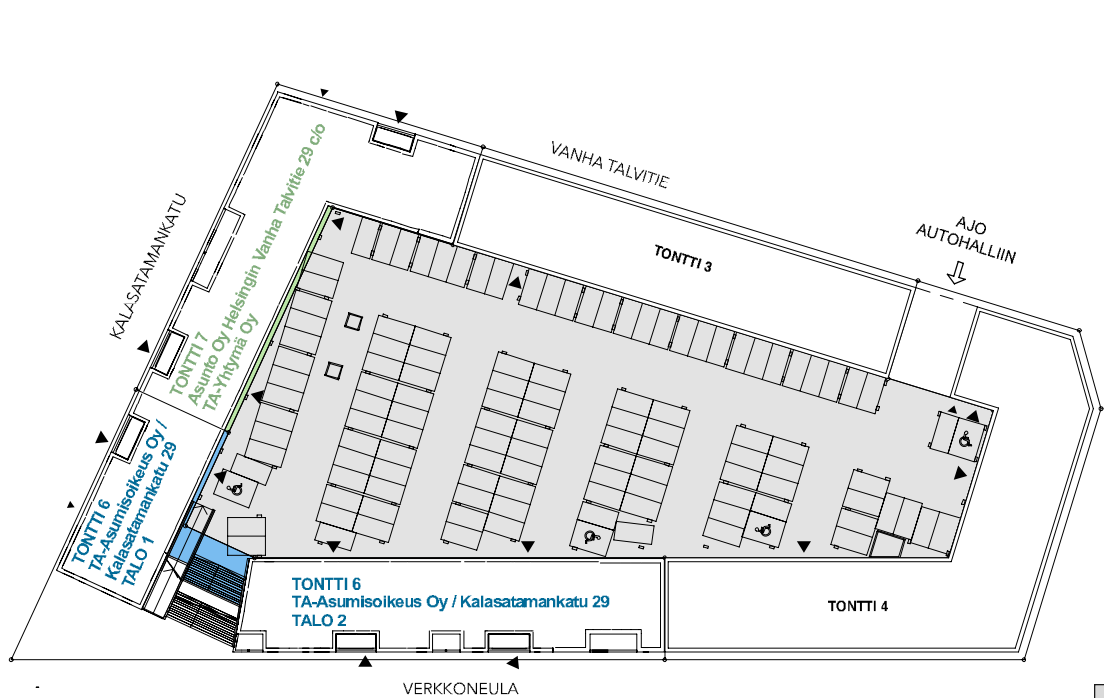 VANHA TALVITIE
KALASATAMANKATU
AJO
AUTOHALLIIN
TONTTI 3
TONTTI 7
Asunto Oy Helsingin Vanha Talvitie 29 c/o
TA-Yhtymä Oy
TONTTI 6
TA-Asumisoikeus Oy /
Kalasatamankatu 29
TALO 1
TONTTI 6
TA-Asumisoikeus Oy / Kalasatamankatu 29
TALO 2
TONTTI 4
VERKKONEULA